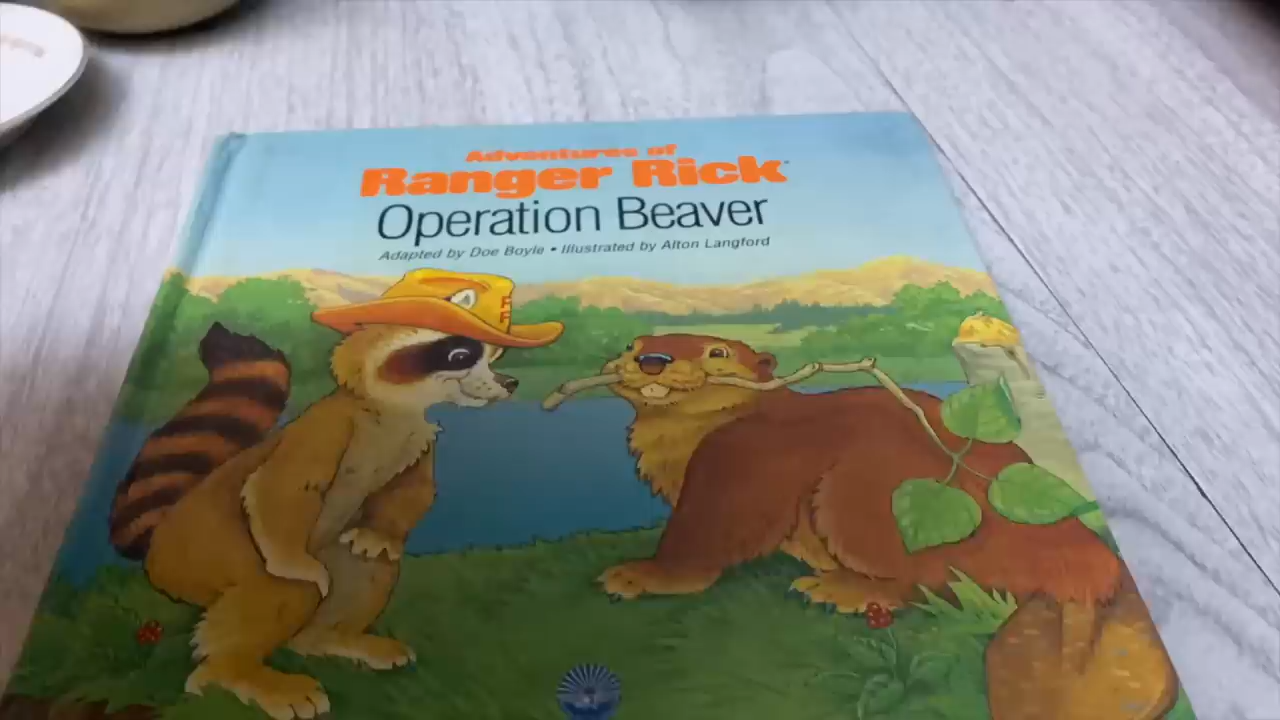 Adventures of
Ranger Rick
Operation Beaver
Adapted by Doe Boyle • Illustrated by Alton Langford